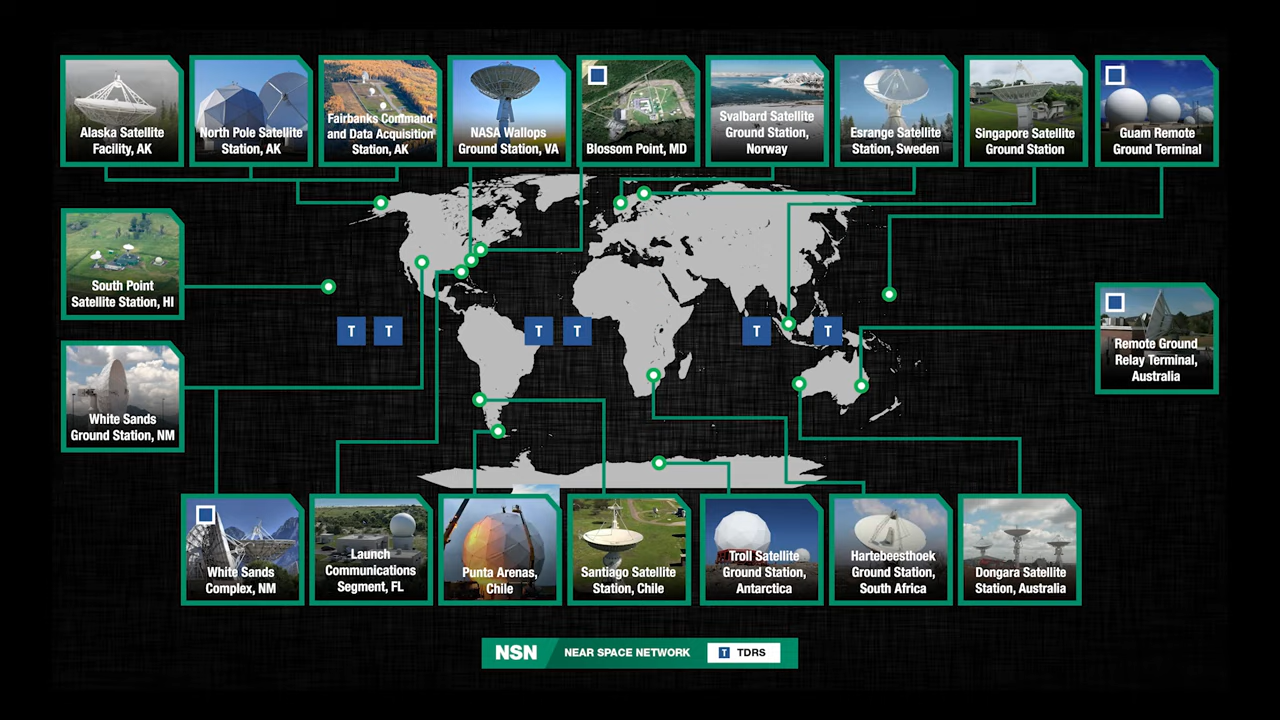 Alaska Satellite
Facility, AK
North Pole Satellite
Station, AK
Fairbanks Command
and Data Acquisition
Station, AK
NASA Wallops
Ground Station, VA
Blossom Point, MD
Svalbard Satellite
Ground Station,
Norway
Esrange Satellite
Station, Sweden
Singapore Satellite
Ground Station
Guam Remote
Ground Terminal
South Point
Satellite Station, HI
Remote Ground
Relay Terminal,
Australia
T T T T T T
White Sands
Ground Station, NM
White Sands
Complex, NM
Launch
Communications
Segment, FL
Punta Arenas,
Chile
Santiago Satellite
Station, Chile
Troll Satellite
Ground Station,
Antarctica
Hartebeesthoek
Ground Station,
South Africa
Dongara Satellite
Station, Australia
NSN NEAR SPACE NETWORK T TDRS